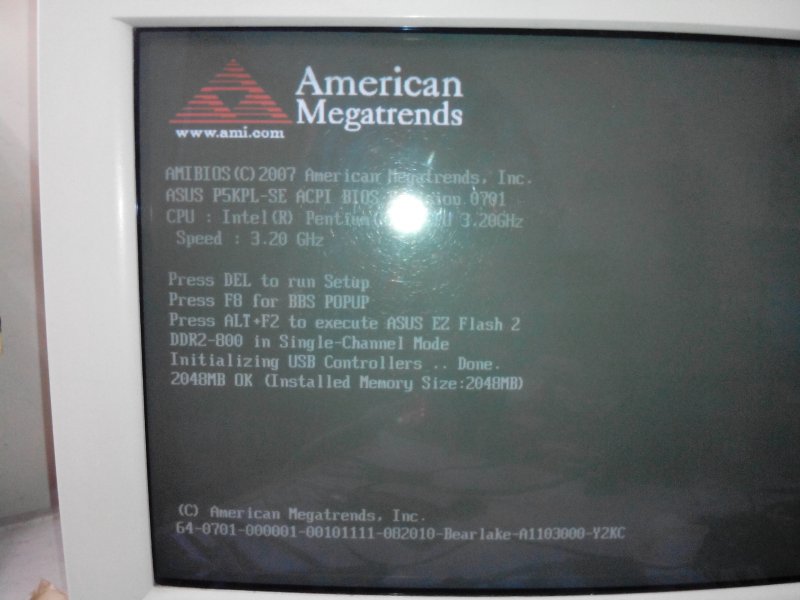 American
Megatrends
www.ami.com
AMIBIOS(C)2007 American Megatrends, Inc.
ASUS P5KPL-SE ACPI BIOS 0701
CPU : Intel(R) 3.20GHz
Speed : 3.20 GHz
Press DEL to run Setup
Press F8 for BBS POPUP
Press ALT+F2 to execute ASUS EZ Flash 2
DDR2-800 in Single-Channel Mode
Initializing USB Controllers .. Done.
2048MB OK (Installed Memory Size:2048MB)
(C) American Megatrends, Inc.
64-0701-000001-00101111-082010-Bearlake-A1103000-Y2KC